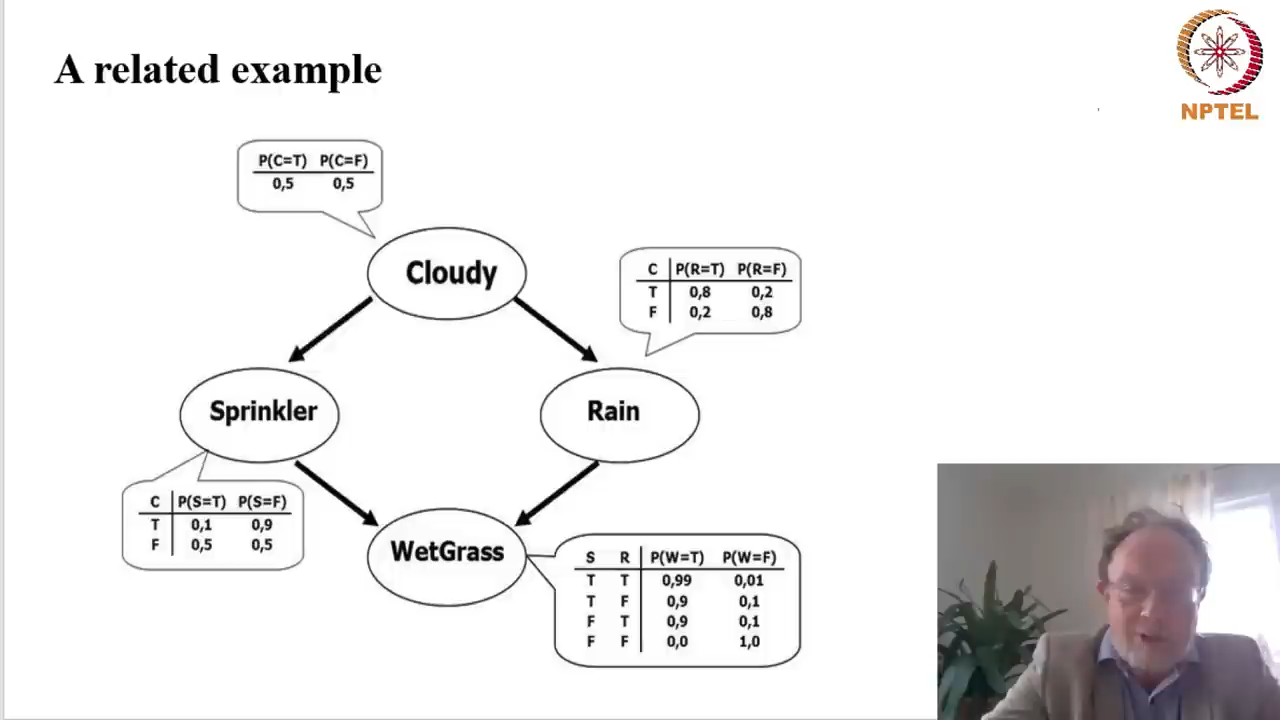 A related example
NPTEL
P(C=T) P(C=F)
0,5 0,5
Cloudy
C P(R=T) P(R=F)
T 0,8 0,2
F 0,2 0,8
Sprinkler
Rain
C P(S=T) P(S=F)
T 0,1 0,9
F 0,5 0,5
WetGrass
S R P(W=T) P(W=F)
T T 0,99 0,01
T F 0,9 0,1
F T 0,9 0,1
F F 0,0 1,0